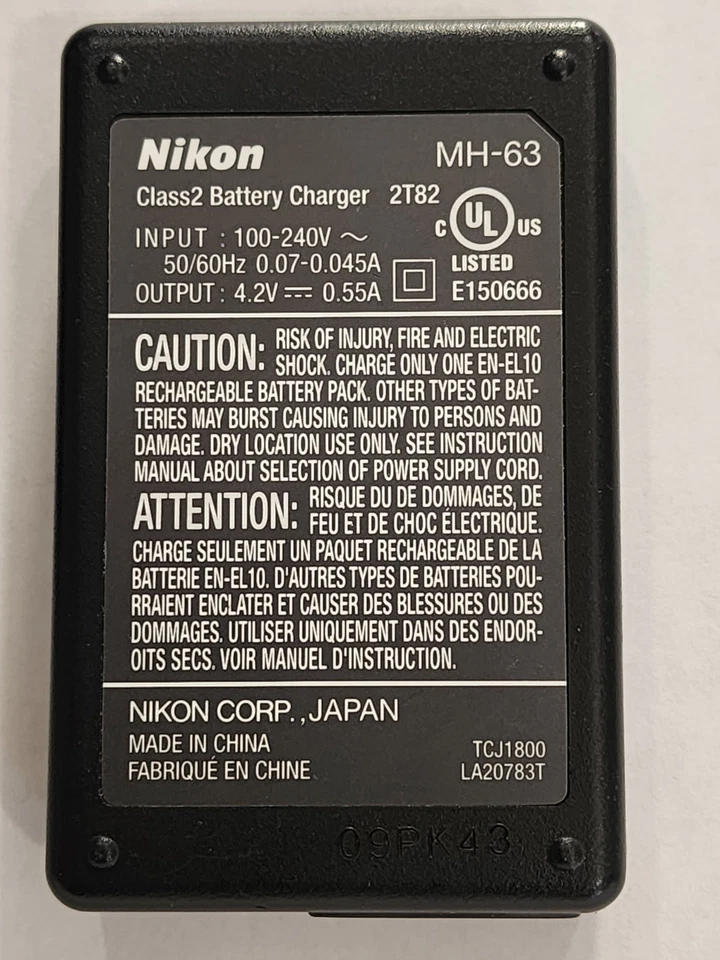 Nikon MH-63
Class2 Battery Charger 2T82
C UL US
INPUT : 100-240V ~
50/60Hz 0.07-0.045A LISTED
OUTPUT : 4.2V ⎓ 0.55A E150666
CAUTION: RISK OF INJURY, FIRE AND ELECTRIC
SHOCK. CHARGE ONLY ONE EN-EL10
RECHARGEABLE BATTERY PACK. OTHER TYPES OF BAT-
TERIES MAY BURST CAUSING INJURY TO PERSONS AND
DAMAGE. DRY LOCATION USE ONLY. SEE INSTRUCTION
MANUAL ABOUT SELECTION OF POWER SUPPLY CORD.
ATTENTION: RISQUE DU DE DOMMAGES, DE
FEU ET DE CHOC ÉLECTRIQUE.
CHARGE SEULEMENT UN PAQUET RECHARGEABLE DE LA
BATTERIE EN-EL10. D'AUTRES TYPES DE BATTERIES POU-
RRAIENT ENCLATER ET CAUSER DES BLESSURES OU DES
DOMMAGES. UTILISER UNIQUEMENT DANS DES ENDOR-
OITS SECS. VOIR MANUEL D'INSTRUCTION.
NIKON CORP., JAPAN
MADE IN CHINA TCJ1800
FABRIQUÉ EN CHINE LA20783T
09PK43